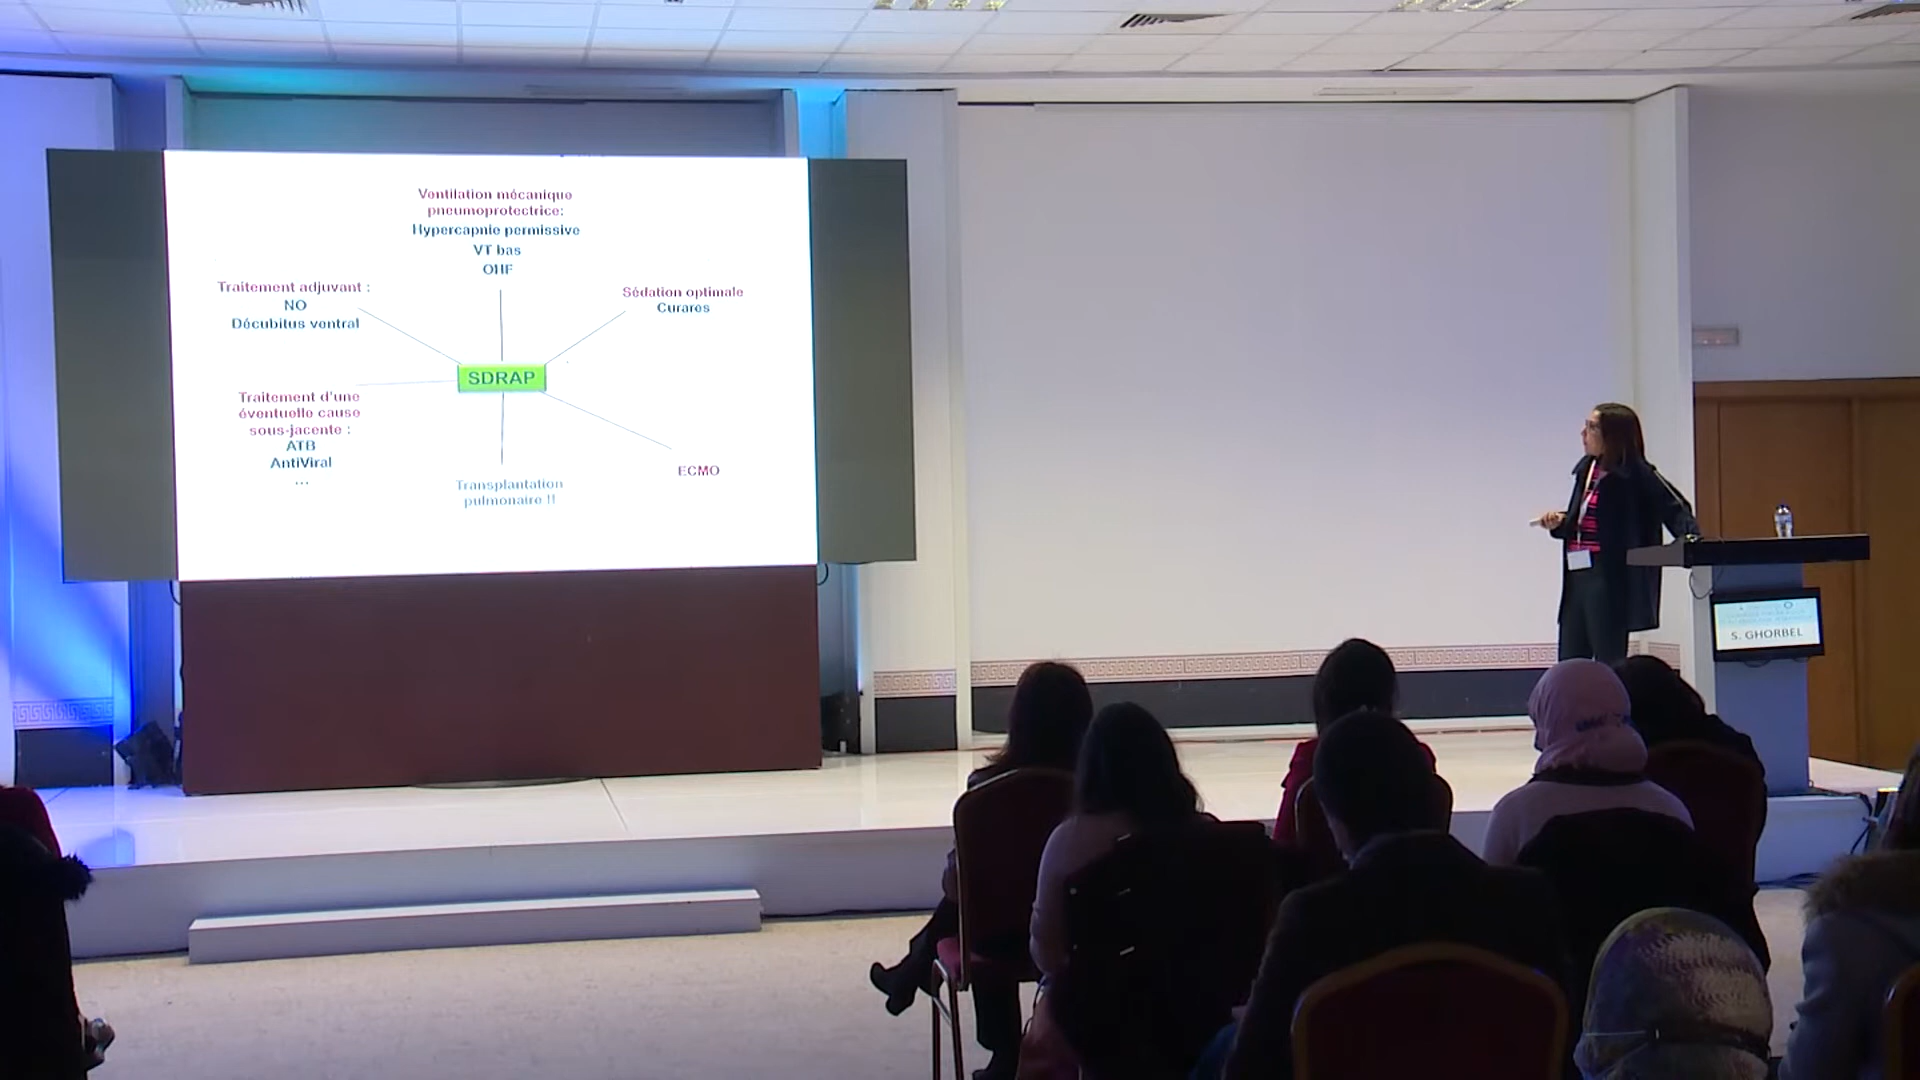 Ventilation mécanique
pneumoprotectrice:
Hypercapnie permissive
VT bas
OHF
Traitement adjuvant :
NO
Décubitus ventral
Sédation optimale
Curares
SDRAP
Traitement d'une
éventuelle cause
sous-jacente :
ATB
AntiViral
...
Transplantation
pulmonaire !!
ECMO
S. GHORBEL